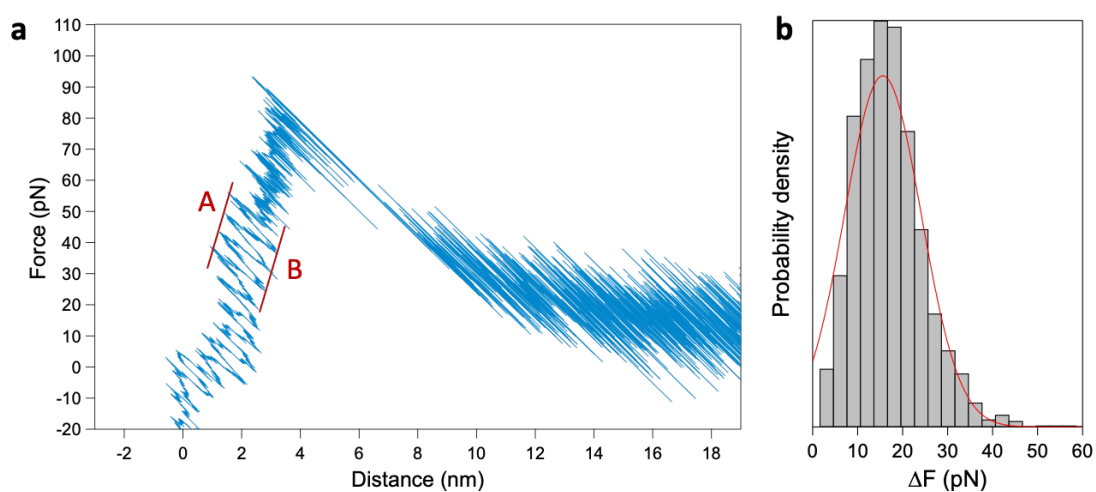 a
110
100
90
80
70
60
50
40
30
20
10
0
-10
-20
Force (pN)
A
B
-2 0 2 4 6 8 10 12 14 16 18
Distance (nm)
b
Probability density
0 10 20 30 40 50 60
ΔF (pN)